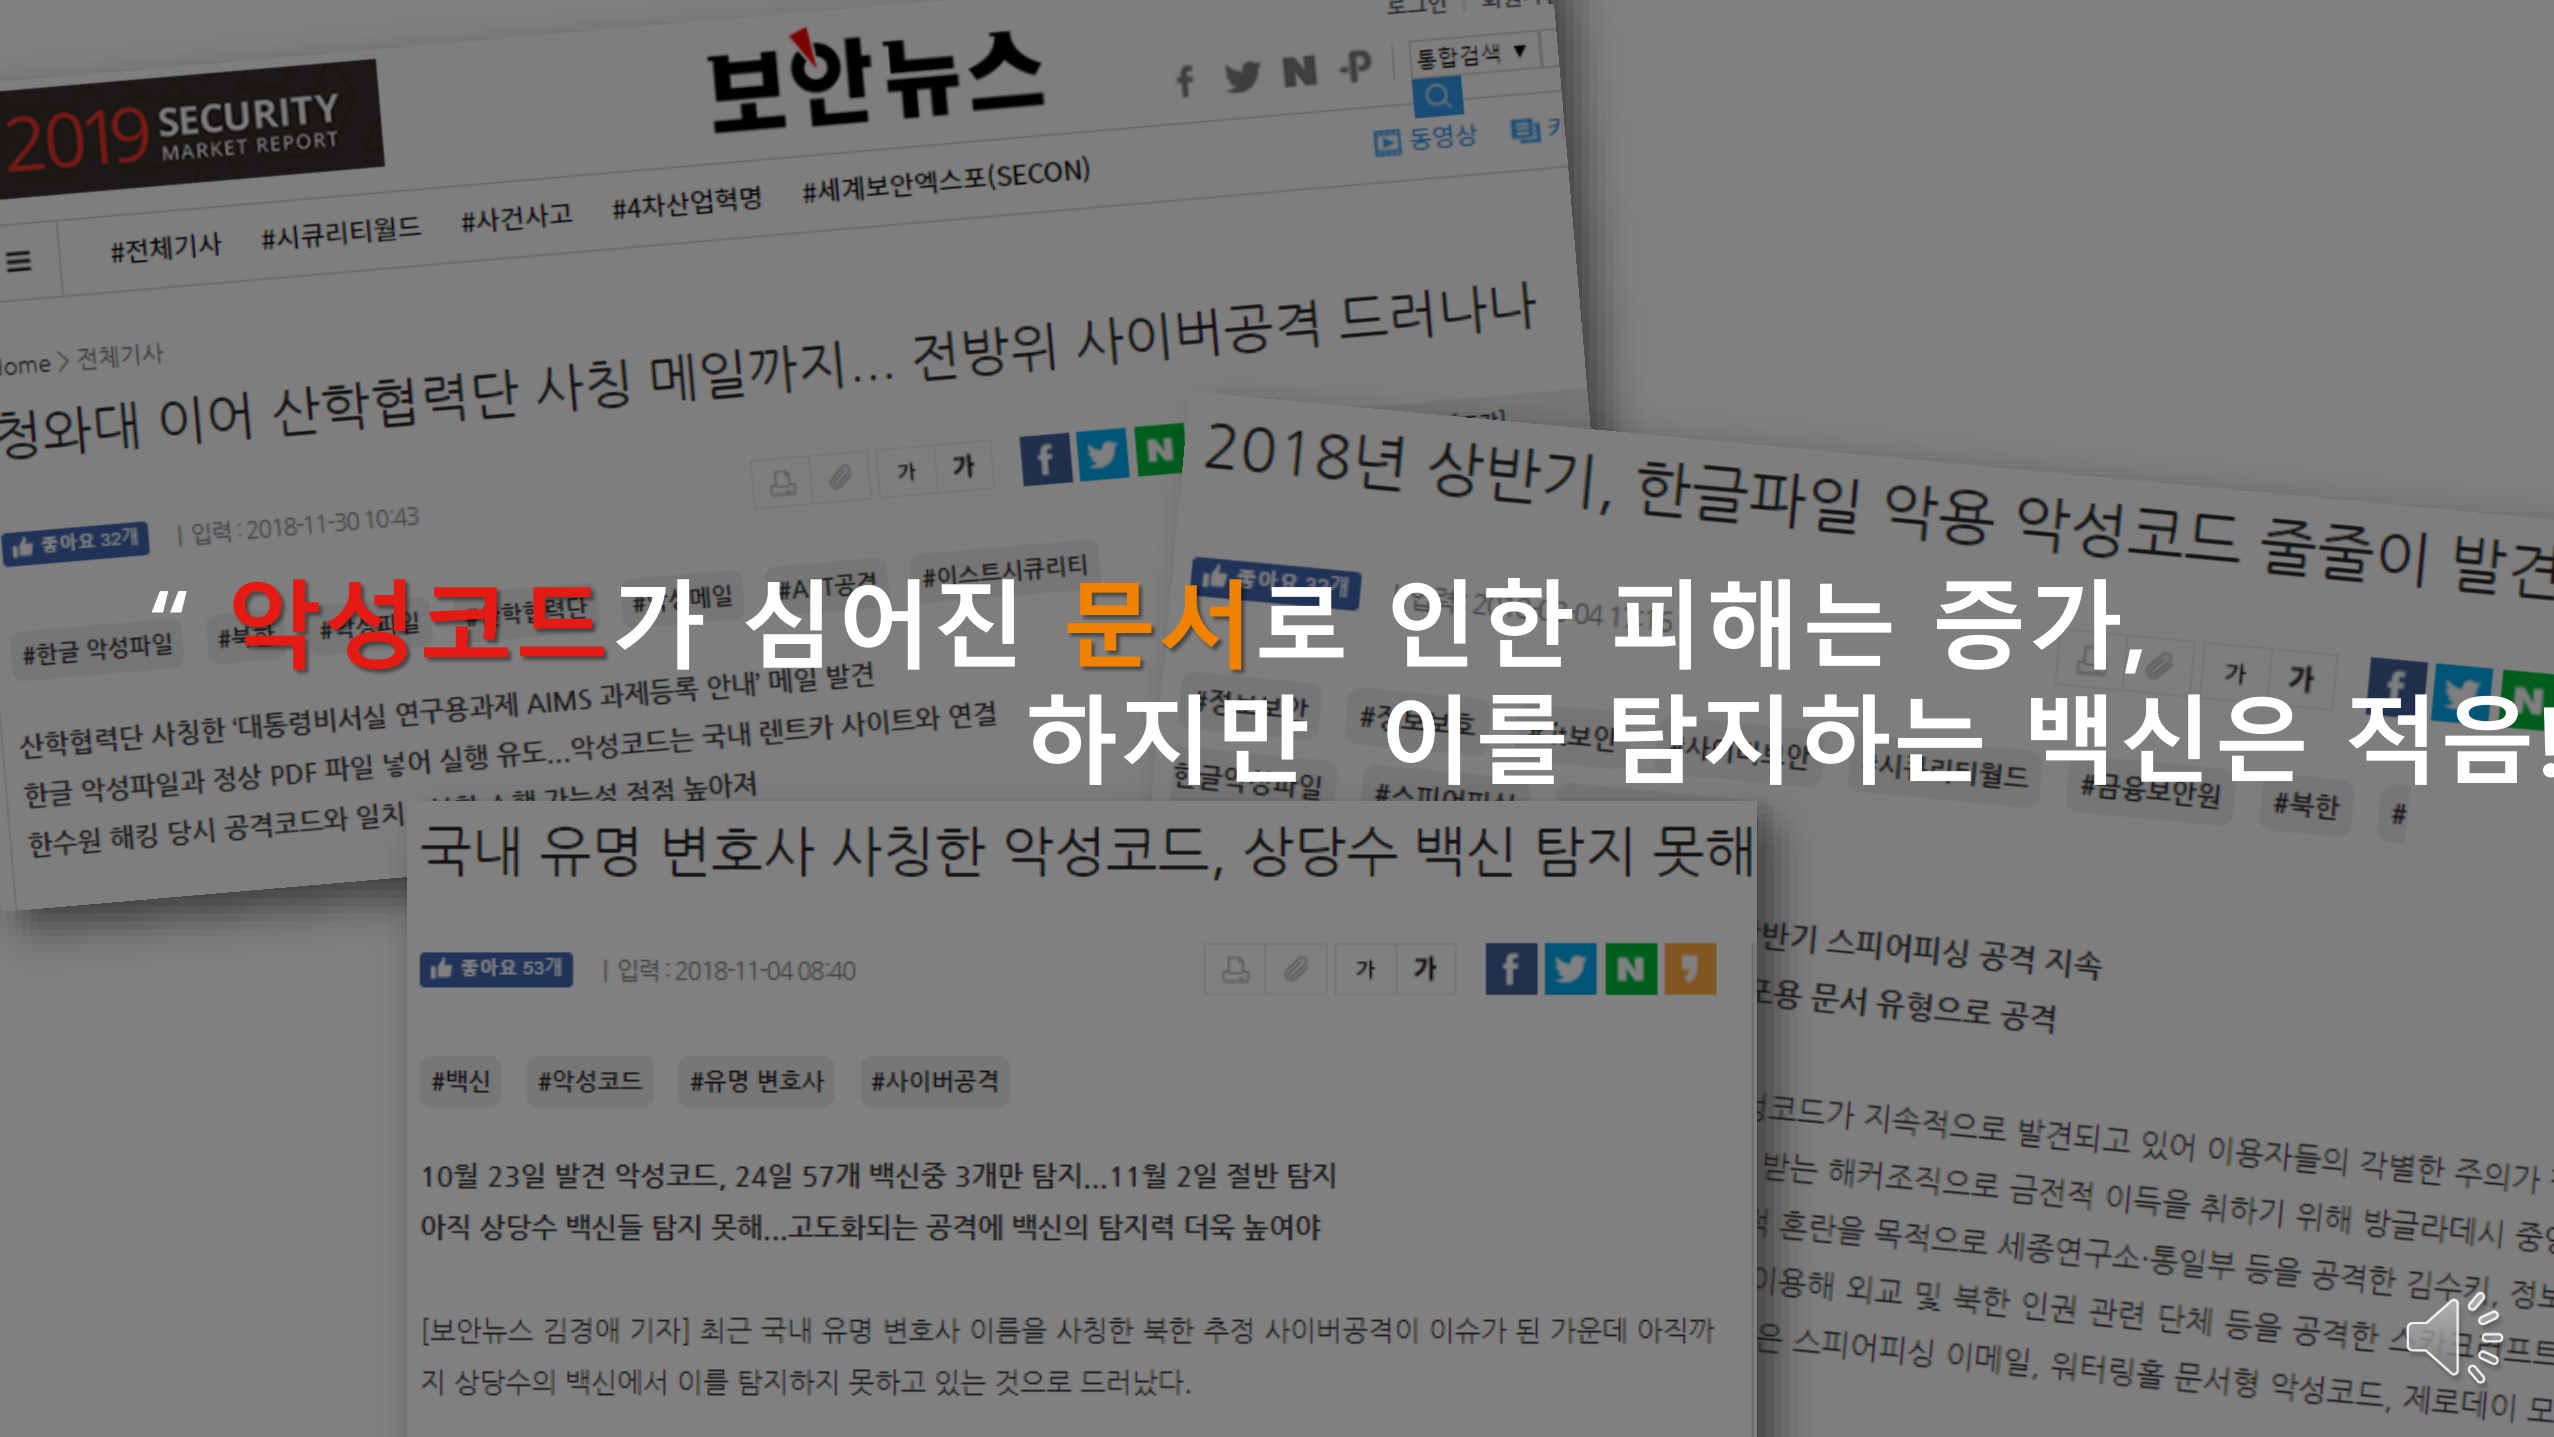 로그인
2019 SECURITY
MARKET REPORT
보안뉴스
통합검색 ▼
동영상
#전체기사 #시큐리티월드 #사건사고 #4차산업혁명 #세계보안엑스포(SECON)
> 전체기사
청와대 이어 산학협력단 사칭 메일까지... 전방위 사이버공격 드러나나
가 가
좋아요 32개 | 입력 : 2018-11-30 10:43
#한글 악성파일 #이스트시큐리티
산학협력단 사칭한 '대통령비서실 연구용과제 AIMS 과제등록 안내' 메일 발견
한글 악성파일과 정상 PDF 파일 넣어 실행 유도...악성코드는 국내 렌트카 사이트와 연결
한수원 해킹 당시 공격코드와 일치 가능성 점점 높아져
2018년 상반기, 한글파일 악용 악성코드 줄줄이 발견
가 가
“ 악성코드가 심어진 문서로 인한 피해는 증가,
하지만 이를 탐지하는 백신은 적음!
#시큐리티월드 #금융보안원 #북한 #
국내 유명 변호사 사칭한 악성코드, 상당수 백신 탐지 못해
좋아요 53개 | 입력 : 2018-11-04 08:40
가 가
#백신 #악성코드 #유명 변호사 #사이버공격
10월 23일 발견 악성코드, 24일 57개 백신중 3개만 탐지...11월 2일 절반 탐지
아직 상당수 백신들 탐지 못해...고도화되는 공격에 백신의 탐지력 더욱 높여야
[보안뉴스 김경애 기자] 최근 국내 유명 변호사 이름을 사칭한 북한 추정 사이버공격이 이슈가 된 가운데 아직까
지 상당수의 백신에서 이를 탐지하지 못하고 있는 것으로 드러났다.
반기 스피어피싱 공격 지속
용 문서 유형으로 공격
코드가 지속적으로 발견되고 있어 이용자들의 각별한 주의가
받는 해커조직으로 금전적 이득을 취하기 위해 방글라데시
혼란을 목적으로 세종연구소·통일부 등을 공격한 김수키,
이용해 외교 및 북한 인권 관련 단체 등을 공격한
은 스피어피싱 이메일, 워터링홀 문서형 악성코드, 제로데이